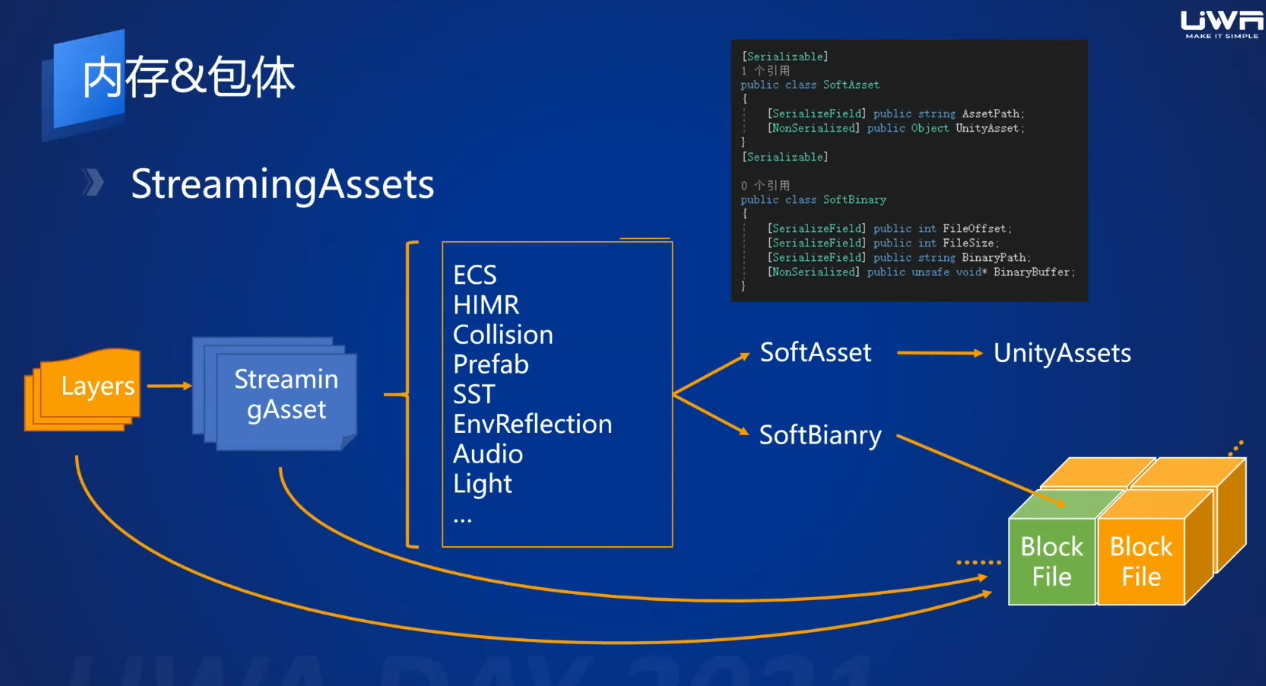 UWA
MAKE IT SIMPLE
内存&包体
StreamingAssets
[Serializable]
1 个引用
public class SoftAsset
{
[SerializeField] public string AssetPath;
[NonSerialized] public Object UnityAsset;
}
[Serializable]
0 个引用
public class SoftBinary
{
[SerializeField] public int FileOffset;
[SerializeField] public int FileSize;
[SerializeField] public string BinaryPath;
[NonSerialized] public unsafe void* BinaryBuffer;
}
Layers
Streamin
gAsset
ECS
HIMR
Collision
Prefab
SST
EnvReflection
Audio
Light
...
SoftAsset
UnityAssets
SoftBianry
Block
File
Block
File
UWA DAY 2021